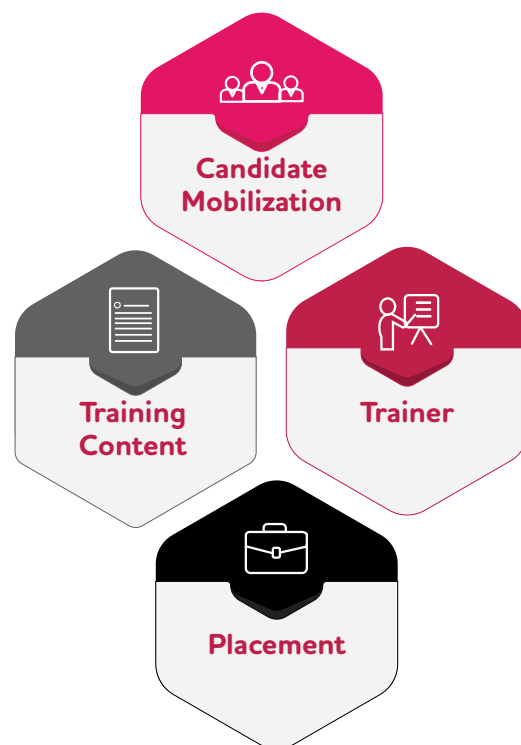 Candidate
Mobilization
Training
Content
Trainer
Placement